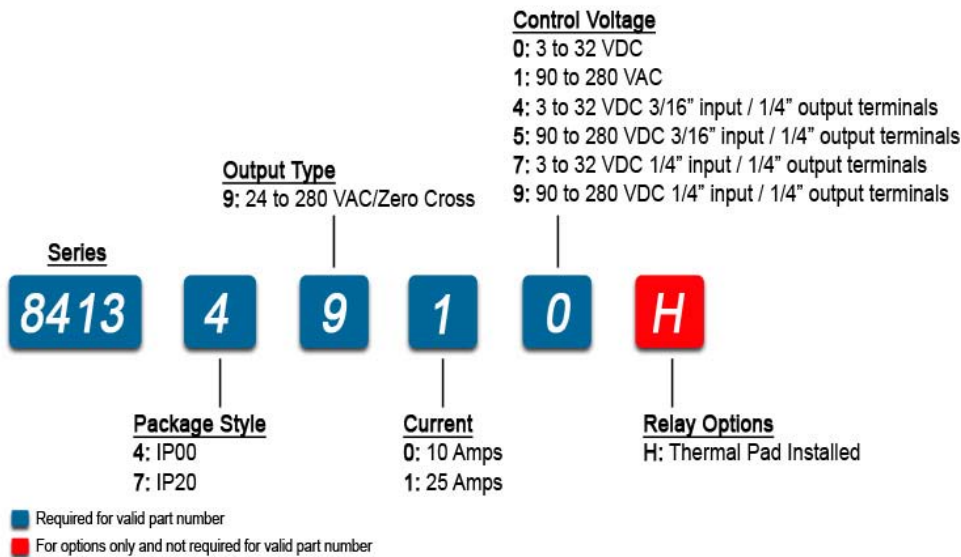 Control Voltage
0: 3 to 32 VDC
1: 90 to 280 VAC
4: 3 to 32 VDC 3/16” input / 1/4” output terminals
5: 90 to 280 VDC 3/16” input / 1/4” output terminals
7: 3 to 32 VDC 1/4” input / 1/4” output terminals
9: 90 to 280 VDC 1/4” input / 1/4” output terminals
Output Type
9: 24 to 280 VAC/Zero Cross
Series
8413 4 9 1 0 H
Package Style
4: IP00
7: IP20
Current
0: 10 Amps
1: 25 Amps
Relay Options
H: Thermal Pad Installed
Required for valid part number
For options only and not required for valid part number